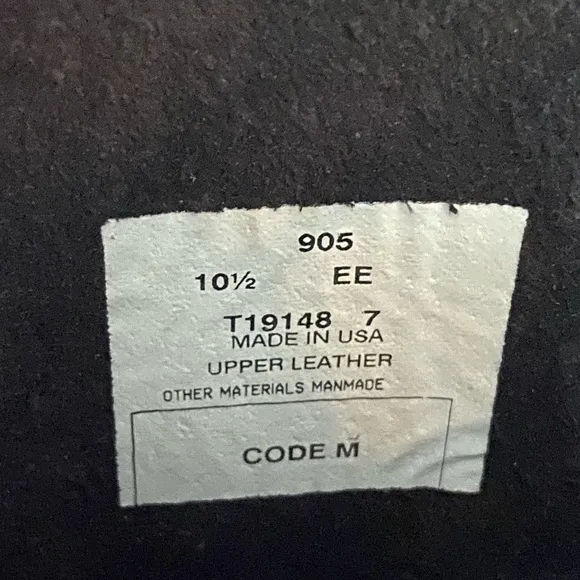 905
10½ EE
T19148 7
MADE IN USA
UPPER LEATHER
OTHER MATERIALS MANMADE
CODE M